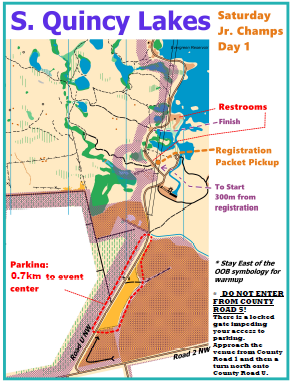 S. Quincy Lakes
Saturday
Jr. Champs
Day 1
Evergreen Reservoir
Restrooms
Finish
Registration
Packet Pickup
To Start
300m from
registration
Parking:
0.7km to event
center
* Stay East of the
OOB symbology for
warmup
* DO NOT ENTER
FROM COUNTY
ROAD 5!
There is a locked
gate impeding
your access to
parking.
Approach the
venue from County
Road 1 and then a
turn north onto
County Road U.
Road U NW
Road 2 NW